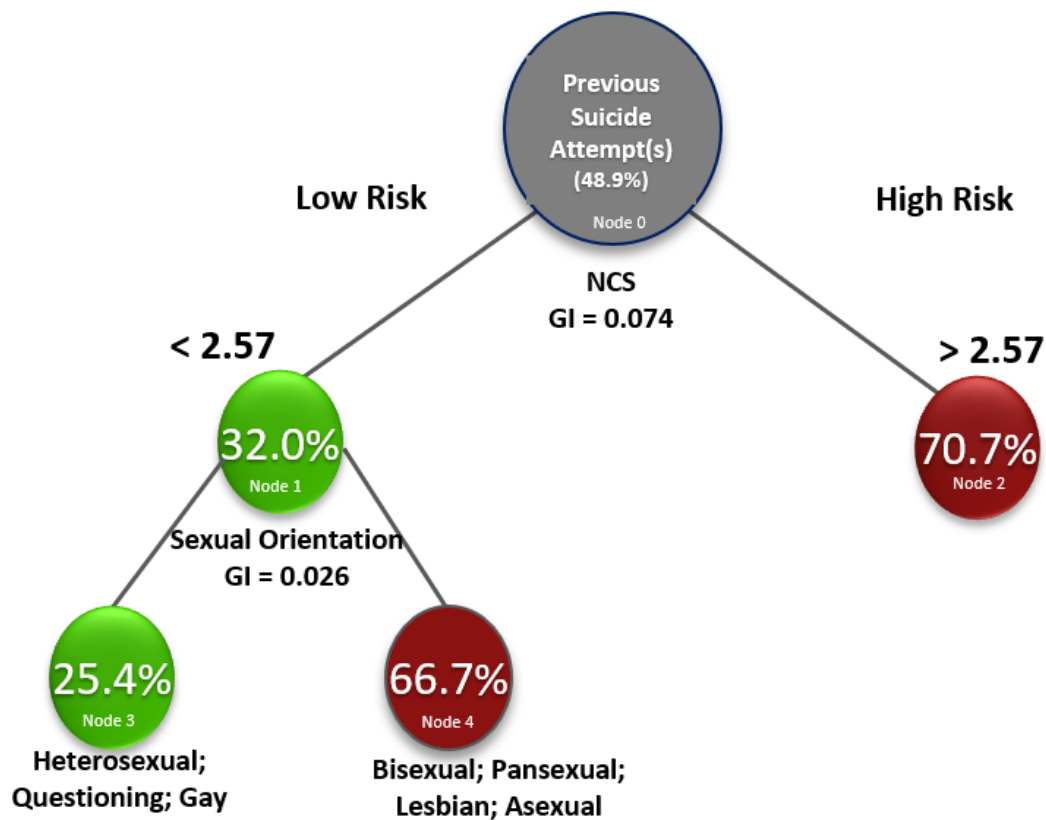 Previous
Suicide
Attempt(s)
(48.9%)
Node 0
Low Risk
High Risk
NCS
GI = 0.074
< 2.57
> 2.57
32.0%
Node 1
70.7%
Node 2
Sexual Orientation
GI = 0.026
25.4%
Node 3
66.7%
Node 4
Heterosexual;
Questioning; Gay
Bisexual; Pansexual;
Lesbian; Asexual